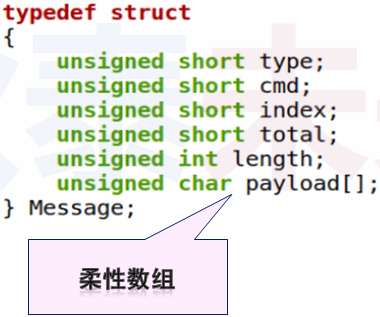 typedef struct
{
    unsigned short type;
    unsigned short cmd;
    unsigned short index;
    unsigned short total;
    unsigned int length;
    unsigned char payload[];
} Message;
柔性数组